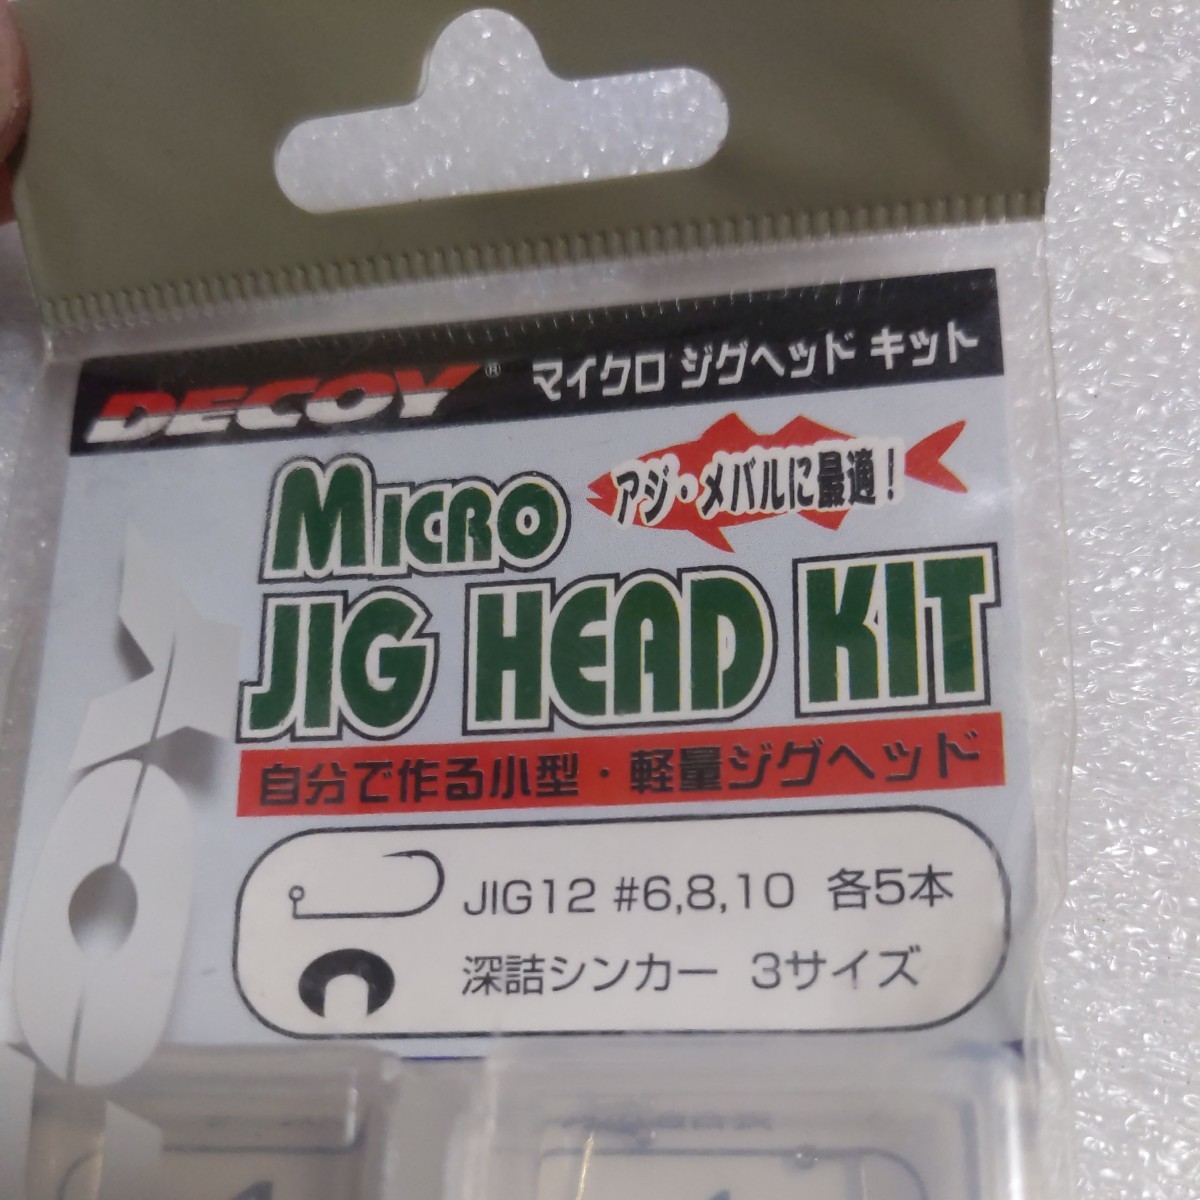 DECOY® マイクロ ジグヘッド キット
アジ・メバルに最適!
MICRO
JIG HEAD KIT
自分で作る小型・軽量ジグヘッド
JIG12 #6,8,10 各5本
深詰シンカー 3サイズ